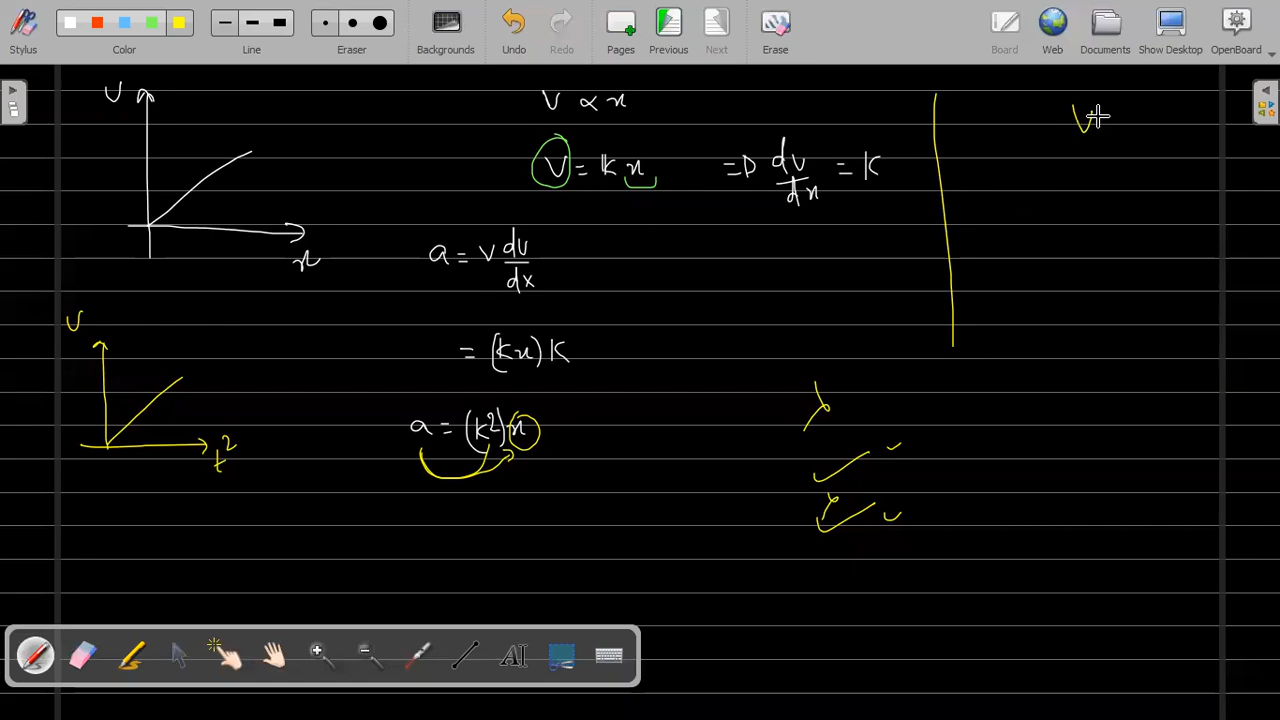 Stylus Color Line Eraser Backgrounds Undo Redo Pages Previous Next Erase Board Web Documents Show Desktop OpenBoard
V
V ∝ x
V
V = Kx => dv/dx = K
x
a = v dv/dx
V
= (Kx) K
a = (K²) x
t²